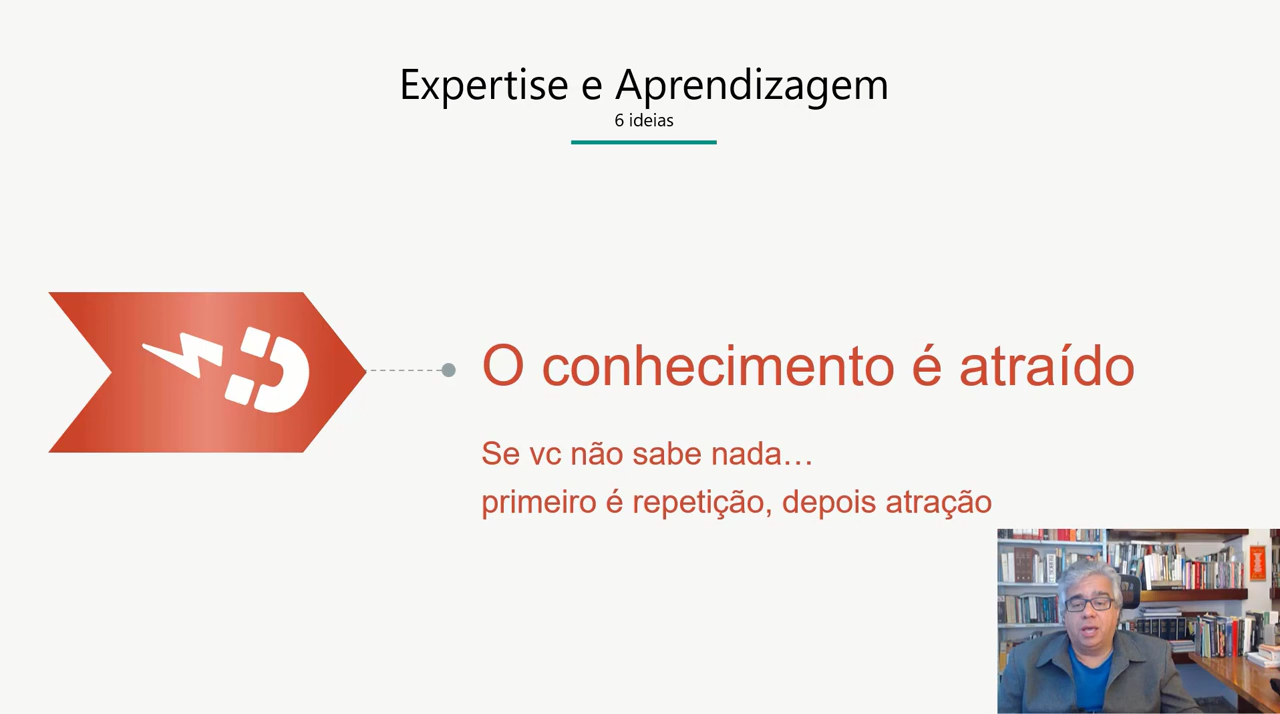 Expertise e Aprendizagem
6 ideias
O conhecimento é atraído
Se vc não sabe nada…
primeiro é repetição, depois atração